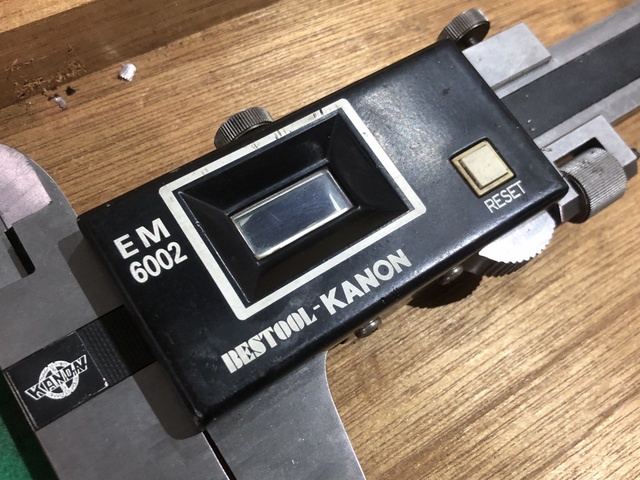 EM
6002
RESET
BESTOOL-KANON
KANON